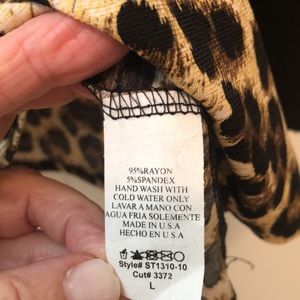 95%RAYON
5%SPANDEX
HAND WASH WITH
COLD WATER ONLY
LAVAR A MANO CON
AGUA FRIA SOLEMENTE
MADE IN U.S.A
HECHO EN U.S.A
Style# ST1310-10
Cut# 3372
L